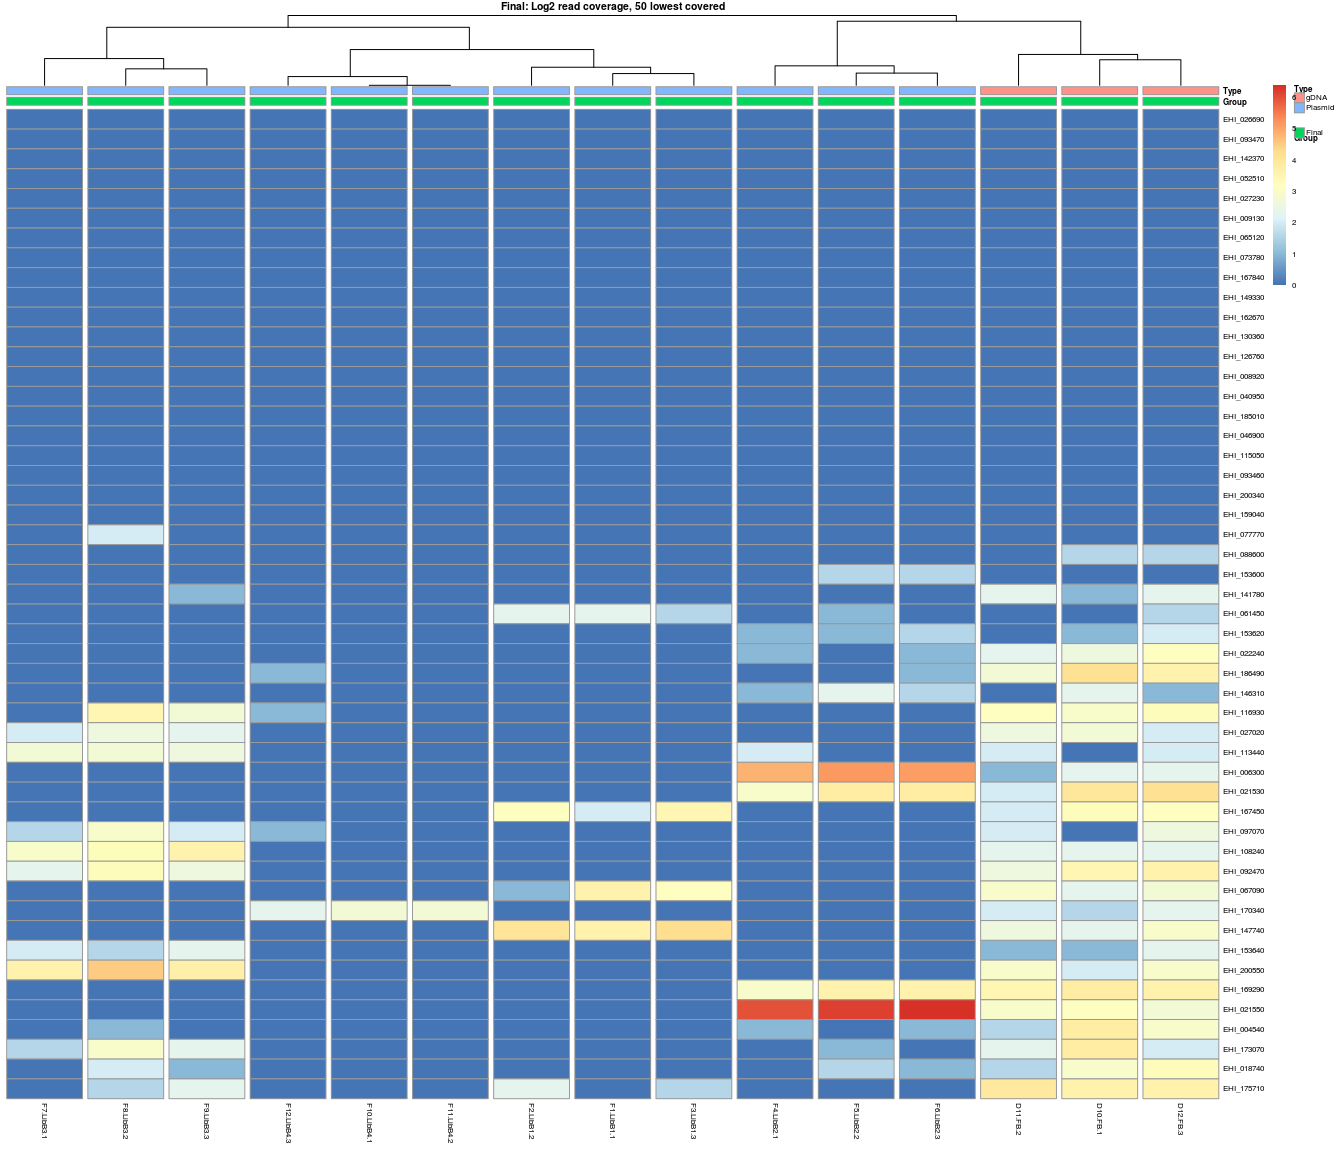 Final: Log2 read coverage, 50 lowest covered
Type
Group
EHI_026690
EHI_093470
EHI_142370
EHI_052510
EHI_027230
EHI_009130
EHI_065120
EHI_073780
EHI_167840
EHI_149330
EHI_162670
EHI_130360
EHI_126760
EHI_008920
EHI_040950
EHI_185010
EHI_046900
EHI_115050
EHI_093460
EHI_200340
EHI_159040
EHI_077770
EHI_088600
EHI_153600
EHI_141780
EHI_061450
EHI_153620
EHI_022240
EHI_186490
EHI_146310
EHI_116930
EHI_027020
EHI_113440
EHI_006300
EHI_021530
EHI_167450
EHI_097070
EHI_108240
EHI_092470
EHI_067090
EHI_170340
EHI_147740
EHI_153640
EHI_200550
EHI_169290
EHI_021550
EHI_004540
EHI_173070
EHI_018740
EHI_175710
F7.LibB3.1
F8.LibB3.2
F9.LibB3.3
F12.LibB4.3
F10.LibB4.1
F11.LibB4.2
F2.LibB1.2
F1.LibB1.1
F3.LibB1.3
F4.LibB2.1
F5.LibB2.2
F6.LibB2.3
D11.FB.2
D10.FB.1
D12.FB.3
6
5
4
3
2
1
0
Type
gDNA
Plasmid
Group
Final